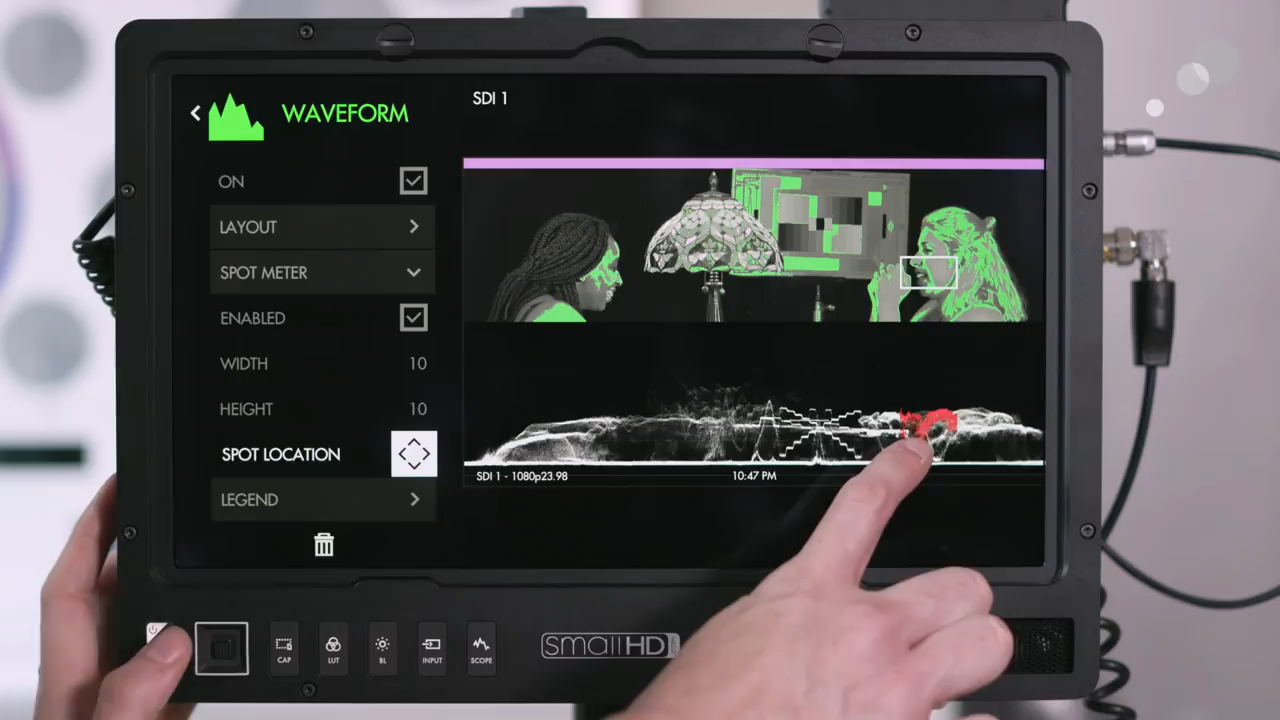 WAVEFORM
SDI 1
ON
LAYOUT
SPOT METER
ENABLED
WIDTH 10
HEIGHT 10
SPOT LOCATION
LEGEND
SDI 1 - 1080p23.98
10:47 PM
CAP
LUT
BL
INPUT
SCOPE
smallHD